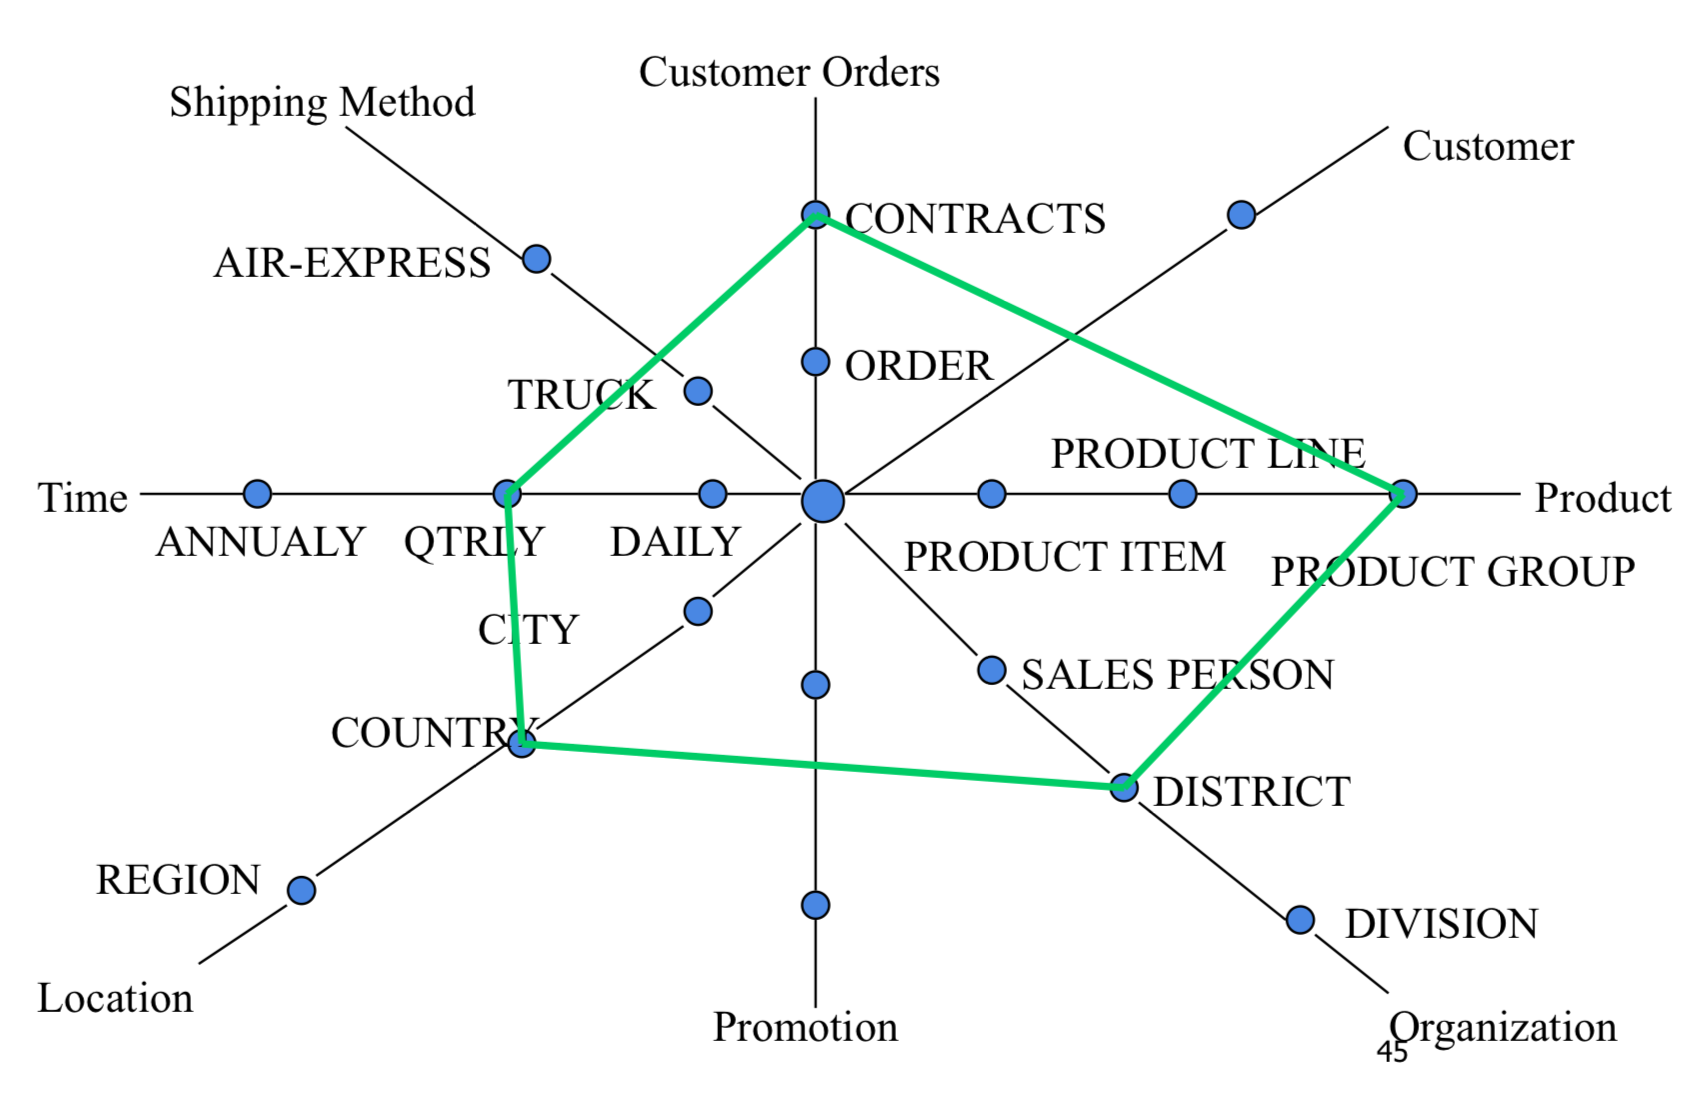 Customer Orders
Shipping Method
Customer
CONTRACTS
AIR-EXPRESS
ORDER
TRUCK
PRODUCT LINE
Time
Product
ANNUALY
QTRLY
DAILY
PRODUCT ITEM
PRODUCT GROUP
CITY
SALES PERSON
COUNTRY
DISTRICT
REGION
DIVISION
Location
Promotion
Organization
45